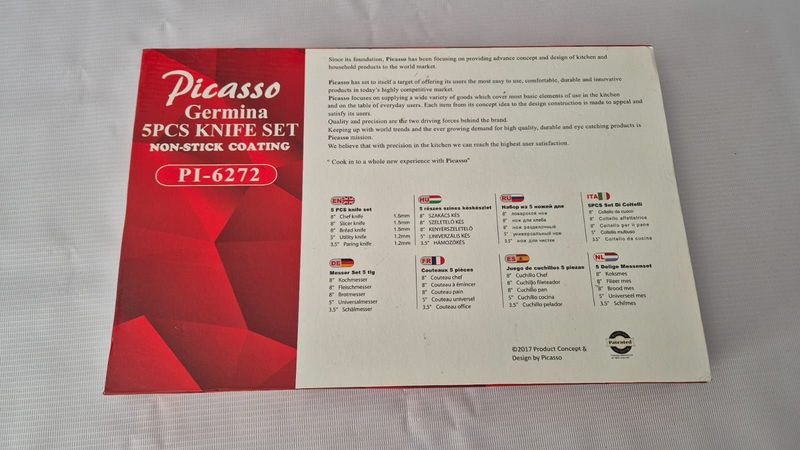 Picasso
Germina
5PCS KNIFE SET
NON-STICK COATING
PI-6272
Since its foundation, Picasso has been focusing on providing advance concept and design of kitchen and
household products to the world market.
Picasso has set to itself a target of offering its users the most easy to use, comfortable, durable and innovative
products in today's highly competitive market.
Picasso focuses on supplying a wide variety of goods which cover most basic elements of use in the kitchen
and on the table of everyday users. Each item from its concept idea to the design construction is made to appeal and
satisfy its users.
Quality and precision are the two driving forces behind the brand.
Keeping up with world trends and the ever growing demand for high quality, durable and eye catching products is
Picasso mission.
We believe that with precision in the kitchen we can reach the highest user satisfaction.
" Cook in to a whole new experience with Picasso"
EN
5 PCS knife set
8" Chef knife 1.5mm
8" Slicer knife 1.5mm
8" Bread knife 1.5mm
5" Utility knife 1.2mm
3.5" Paring knife 1.2mm
HU
5 részes színes késkészlet
8" SZAKÁCS KÉS
8" SZELETELŐ KÉS
8" KENYÉRSZELETELŐ
5" UNIVERZÁLIS KÉS
3.5" HÁMOZÓKÉS
RU
Набор из 5 ножий для
8" поварской нож
8" нож для хлеба
8" нож разделочный
5" универсальный нож
3.5" нож для чистки
ITA
5PCS Set Di Coltelli
8" Coltello da cuoco
8" Coltello affettatrice
8" Coltello per il pane
5" Coltello multiuso
3.5" Coltello da cucina
DE
Messer Set 5 tlg
8" Kochmesser
8" Fleischmesser
8" Brotmesser
5" Universalmesser
3.5" Schälmesser
FR
Couteaux 5 pièces
8" Couteau chef
8" Couteau à émincer
8" Couteau pain
5" Couteau universel
3.5" Couteau office
ES
Juego de cuchillos 5 piezas
8" Cuchillo Chef
8" Cuchillo fileteador
8" Cuchillo pan
5" Cuchillo cocina
3.5" Cuchillo pelador
NL
5 Delige Messenset
8" Koksmes
8" Fileer mes
8" Brood mes
5" Universeel mes
3.5" Schilmes
©2017 Product Concept &
Design by Picasso
Patented